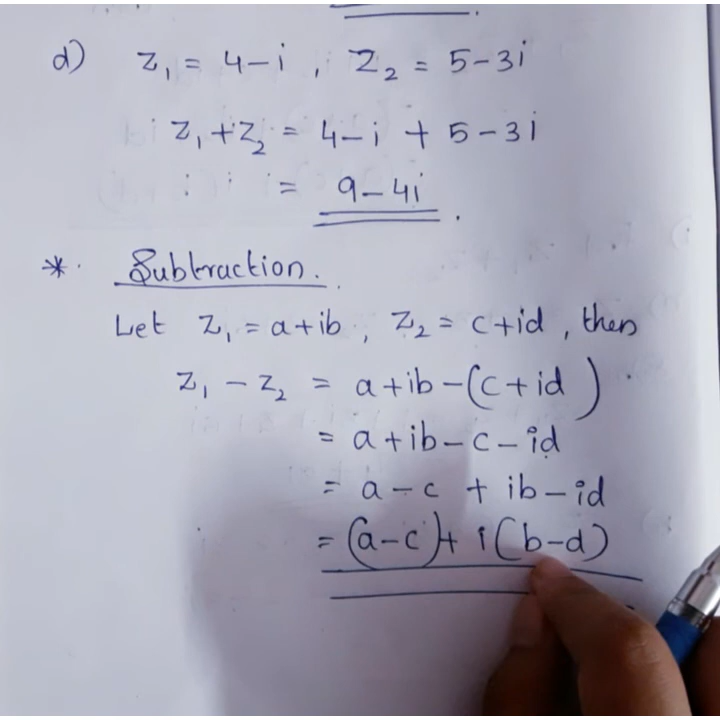 d) Z₁ = 4-i , Z₂ = 5-3i
Z₁+Z₂ = 4-i + 5-3i
= 9-4i .
* . Subtraction.
Let Z₁ = a+ib , Z₂ = c+id , then
Z₁ - Z₂ = a+ib-(c+id) .
= a+ib-c-id
= a-c + ib-id
= (a-c)+ i(b-d)